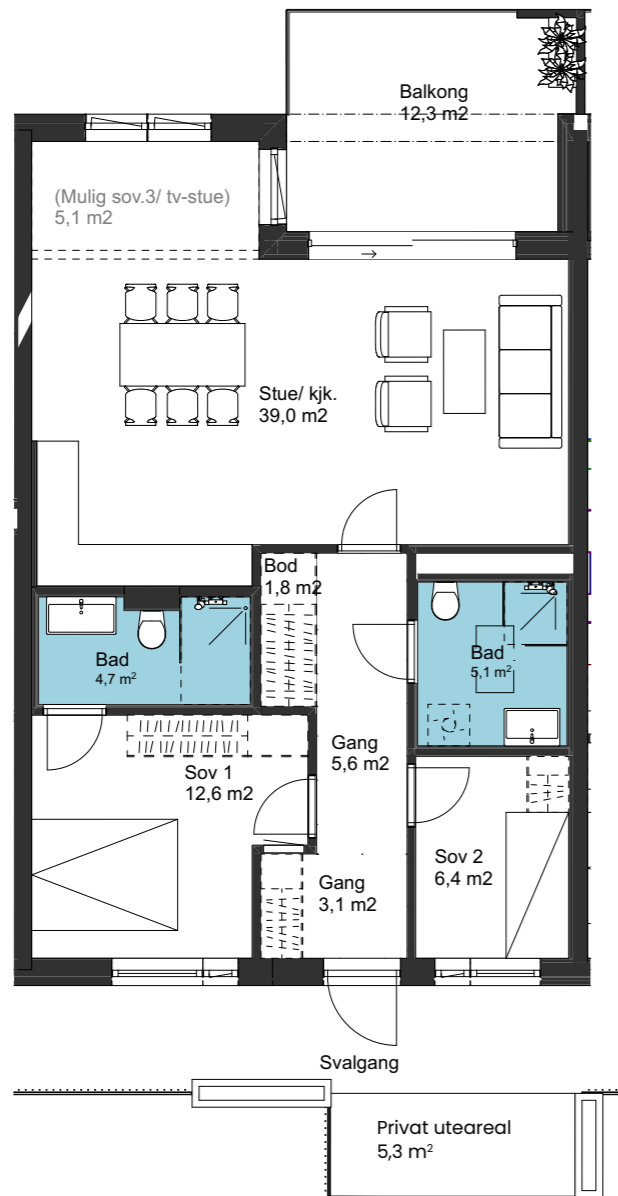 Balkong
12,3 m2
(Mulig sov.3/ tv-stue)
5,1 m2
Stue/ kjk.
39,0 m2
Bod
1,8 m2
Bad
4,7 m²
Bad
5,1 m²
Gang
5,6 m2
Sov 1
12,6 m2
Sov 2
6,4 m2
Gang
3,1 m2
Svalgang
Privat uteareal
5,3 m²